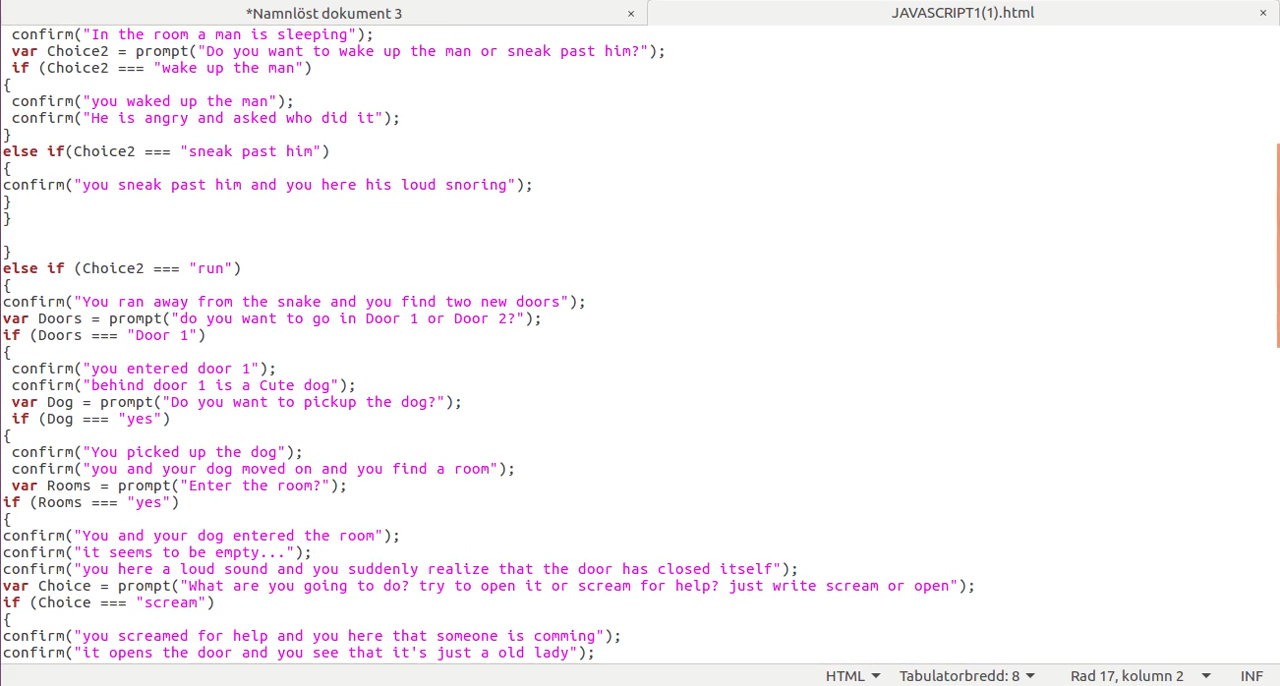 *Namnlöst dokument 3 × JAVASCRIPT1(1).html ×
confirm("In the room a man is sleeping");
var Choice2 = prompt("Do you want to wake up the man or sneak past him?");
if (Choice2 === "wake up the man")
{
confirm("you waked up the man");
confirm("He is angry and asked who did it");
}
else if(Choice2 === "sneak past him")
{
confirm("you sneak past him and you here his loud snoring");
}
}
}
else if (Choice2 === "run")
{
confirm("You ran away from the snake and you find two new doors");
var Doors = prompt("do you want to go in Door 1 or Door 2?");
if (Doors === "Door 1")
{
confirm("you entered door 1");
confirm("behind door 1 is a Cute dog");
var Dog = prompt("Do you want to pickup the dog?");
if (Dog === "yes")
{
confirm("You picked up the dog");
confirm("you and your dog moved on and you find a room");
var Rooms = prompt("Enter the room?");
if (Rooms === "yes")
{
confirm("You and your dog entered the room");
confirm("it seems to be empty...");
confirm("you here a loud sound and you suddenly realize that the door has closed itself");
var Choice = prompt("What are you going to do? try to open it or scream for help? just write scream or open");
if (Choice === "scream")
{
confirm("you screamed for help and you here that someone is comming");
confirm("it opens the door and you see that it's just a old lady");
HTML Tabulatorbredd: 8 Rad 17, kolumn 2 INF